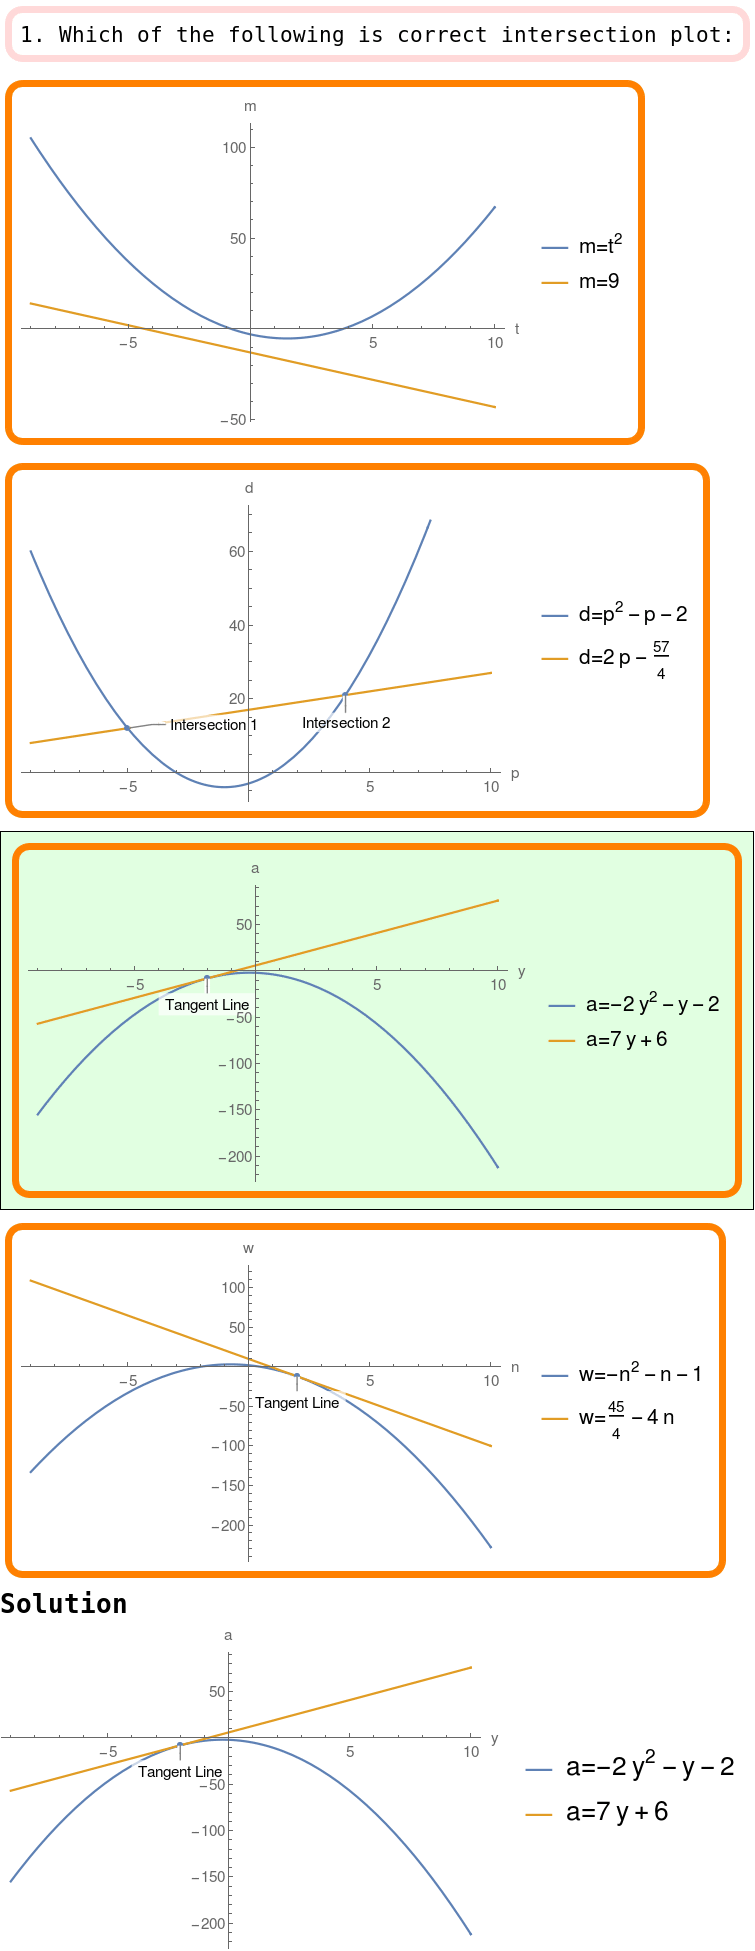 1. Which of the following is correct intersection plot:
m
100
50
−5 5 10 t
−50
m=t²
m=9
d
60
40
20
Intersection 1 Intersection 2
−5 5 10 p
d=p² − p − 2
d=2 p − 57/4
a
50
−5 5 10 y
Tangent Line
−50
−100
−150
−200
a=−2 y² − y − 2
a=7 y + 6
w
100
50
−5 5 10 n
Tangent Line
−50
−100
−150
−200
w=−n² − n − 1
w=45/4 − 4 n
Solution
a
50
−5 5 10 y
Tangent Line
−50
−100
−150
−200
a=−2 y² − y − 2
a=7 y + 6